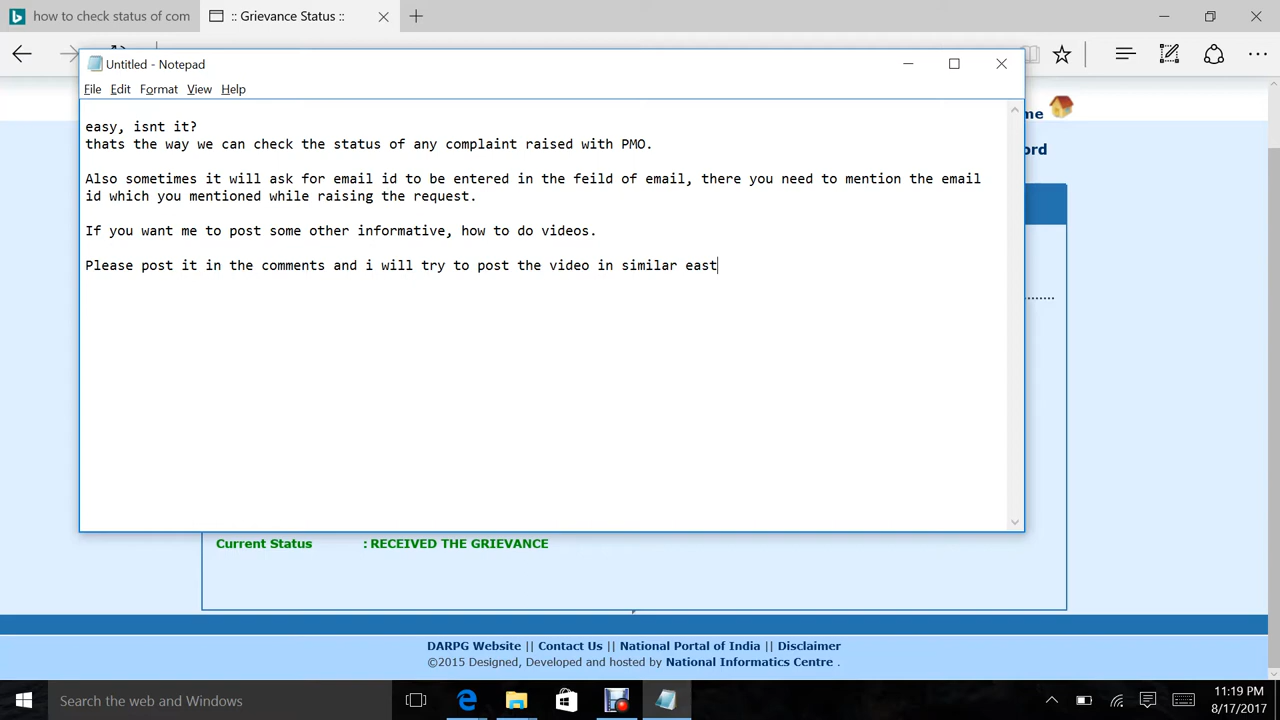 how to check status of com
:: Grievance Status ::
Untitled - Notepad
File Edit Format View Help
me
ord
easy, isnt it?
thats the way we can check the status of any complaint raised with PMO.
Also sometimes it will ask for email id to be entered in the feild of email, there you need to mention the email
id which you mentioned while raising the request.
If you want me to post some other informative, how to do videos.
Please post it in the comments and i will try to post the video in similar east
Current Status : RECEIVED THE GRIEVANCE
DARPG Website || Contact Us || National Portal of India || Disclaimer
©2015 Designed, Developed and hosted by National Informatics Centre .
Search the web and Windows
11:19 PM
8/17/2017